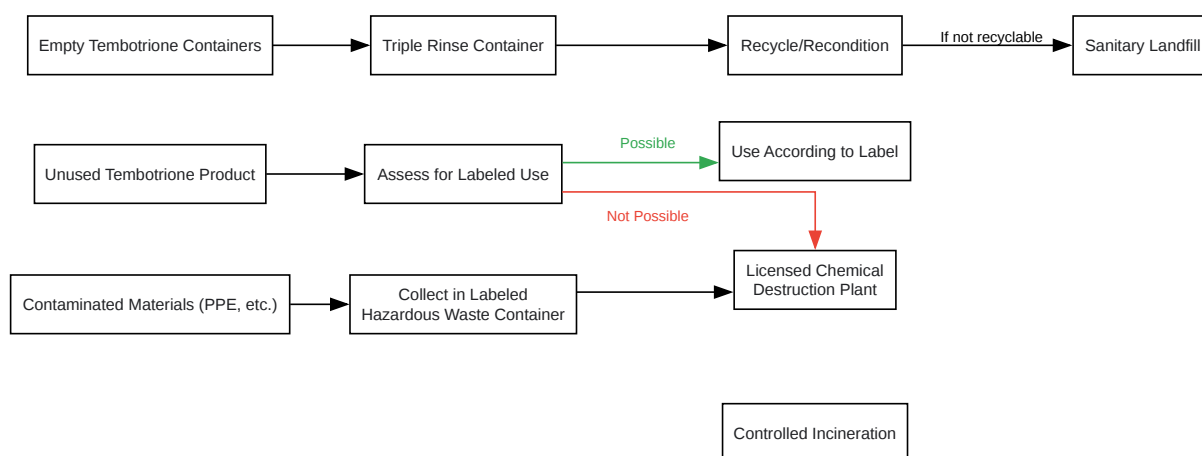 Empty Tembotrione Containers
Triple Rinse Container
Recycle/Recondition
If not recyclable
Sanitary Landfill
Unused Tembotrione Product
Assess for Labeled Use
Possible
Use According to Label
Not Possible
Contaminated Materials (PPE, etc.)
Collect in Labeled
Hazardous Waste Container
Licensed Chemical
Destruction Plant
Controlled Incineration